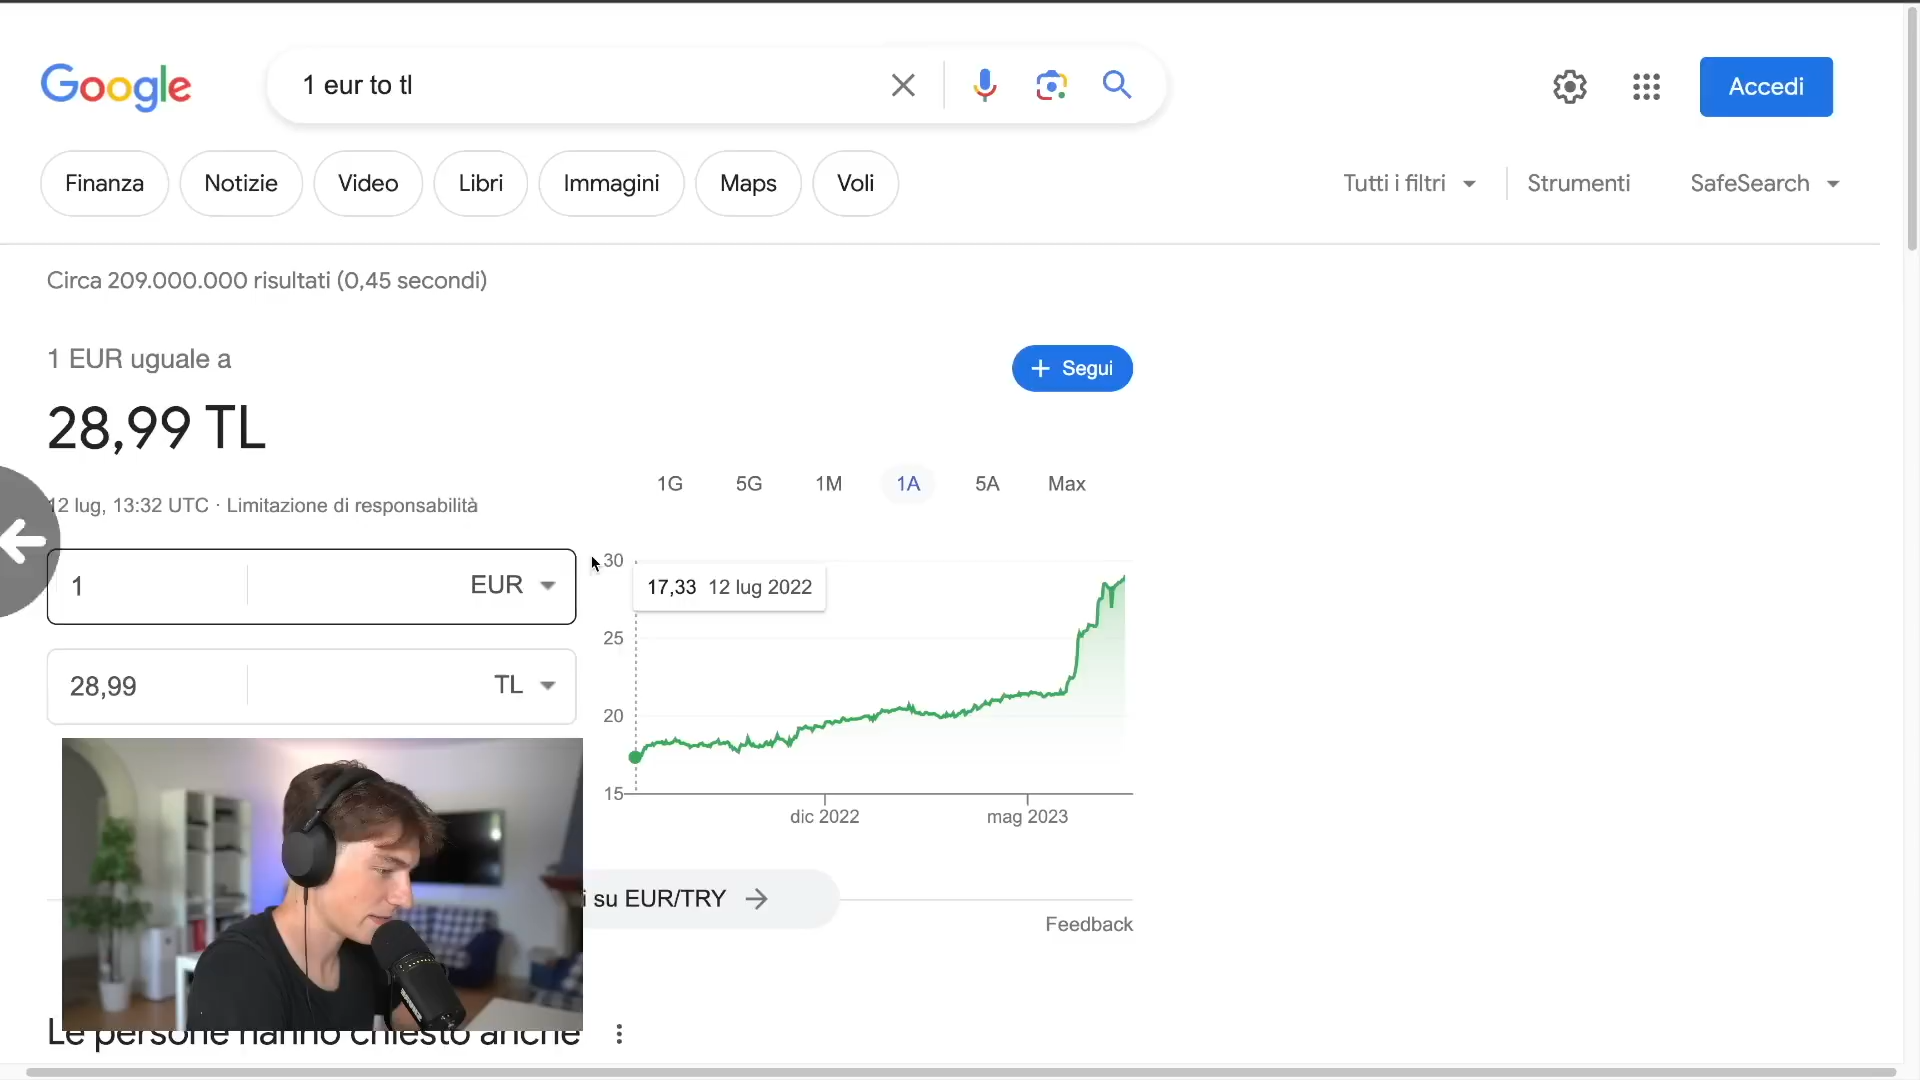 Google
1 eur to tl
Accedi
Finanza
Notizie
Video
Libri
Immagini
Maps
Voli
Tutti i filtri
Strumenti
SafeSearch
Circa 209.000.000 risultati (0,45 secondi)
1 EUR uguale a
28,99 TL
12 lug, 13:32 UTC · Limitazione di responsabilità
+ Segui
1G
5G
1M
1A
5A
Max
1
EUR
28,99
TL
30
17,33 12 lug 2022
25
20
15
dic 2022
mag 2023
i su EUR/TRY
Feedback
Le persone hanno chiesto anche